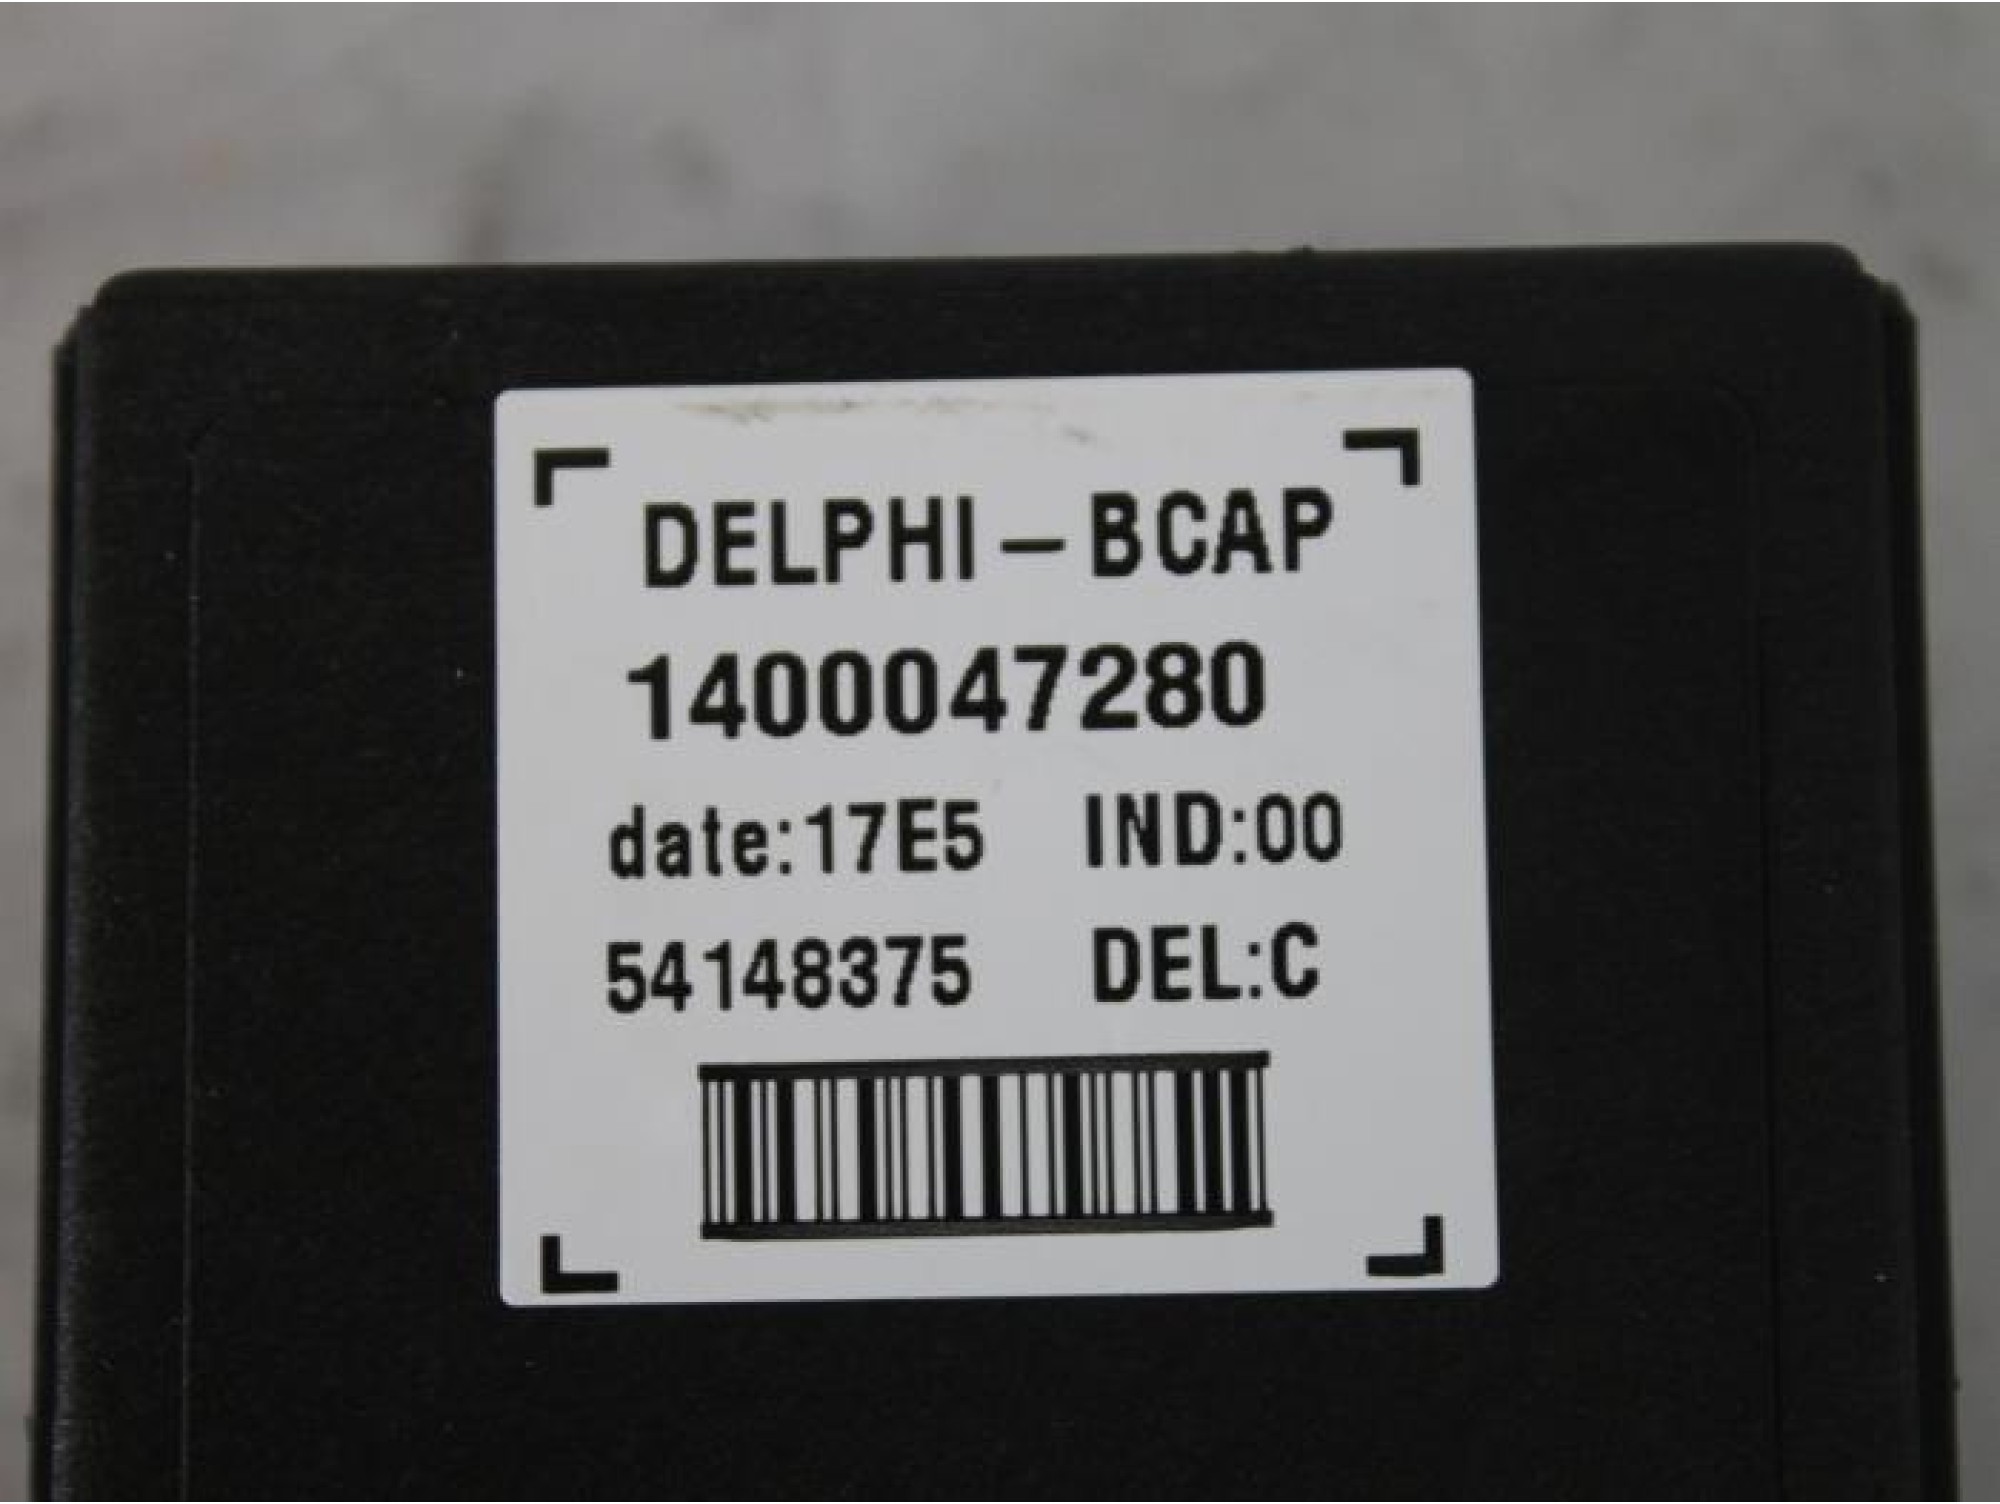 DELPHI-BCAP
1400047280
date:17E5 IND:00
54148375 DEL:C